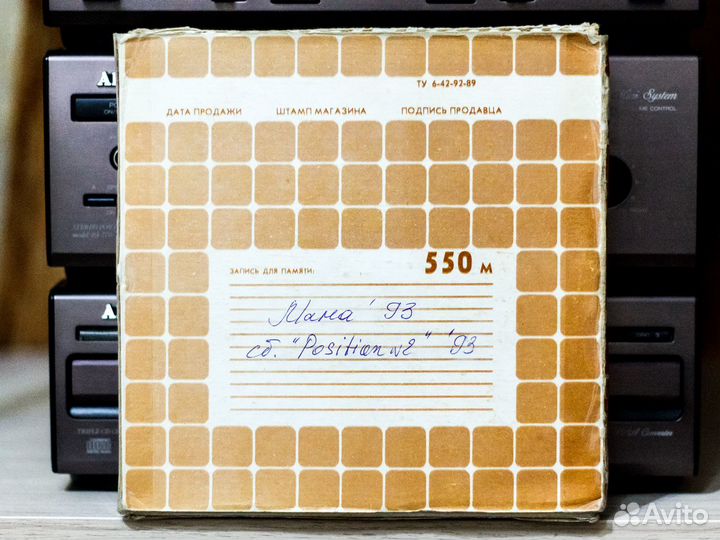 ТУ 6-42-92-89
ДАТА ПРОДАЖИ ШТАМП МАГАЗИНА ПОДПИСЬ ПРОДАВЦА
System
ЗАПИСЬ ДЛЯ ПАМЯТИ: 550 м
Мана '93
сб. "Position №2" '93
Avito